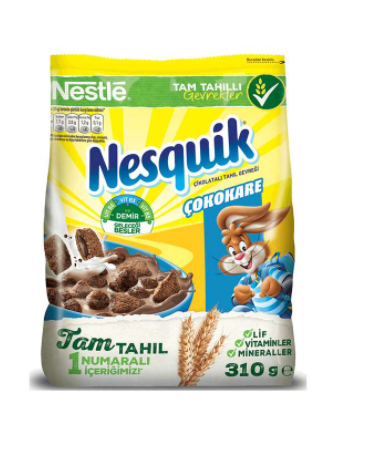 Nestlé
TAM TAHILLI
Gevrekler
Nesquik
ÇİKOLATALI TAHIL GEVREĞİ
ÇOKOKARE
DEMİR
GELECEĞİ
BESLER
Tam TAHIL
1 NUMARALI
İÇERİĞİMİZ!
LİF
VİTAMİNLER
MİNERALLER
310 g e